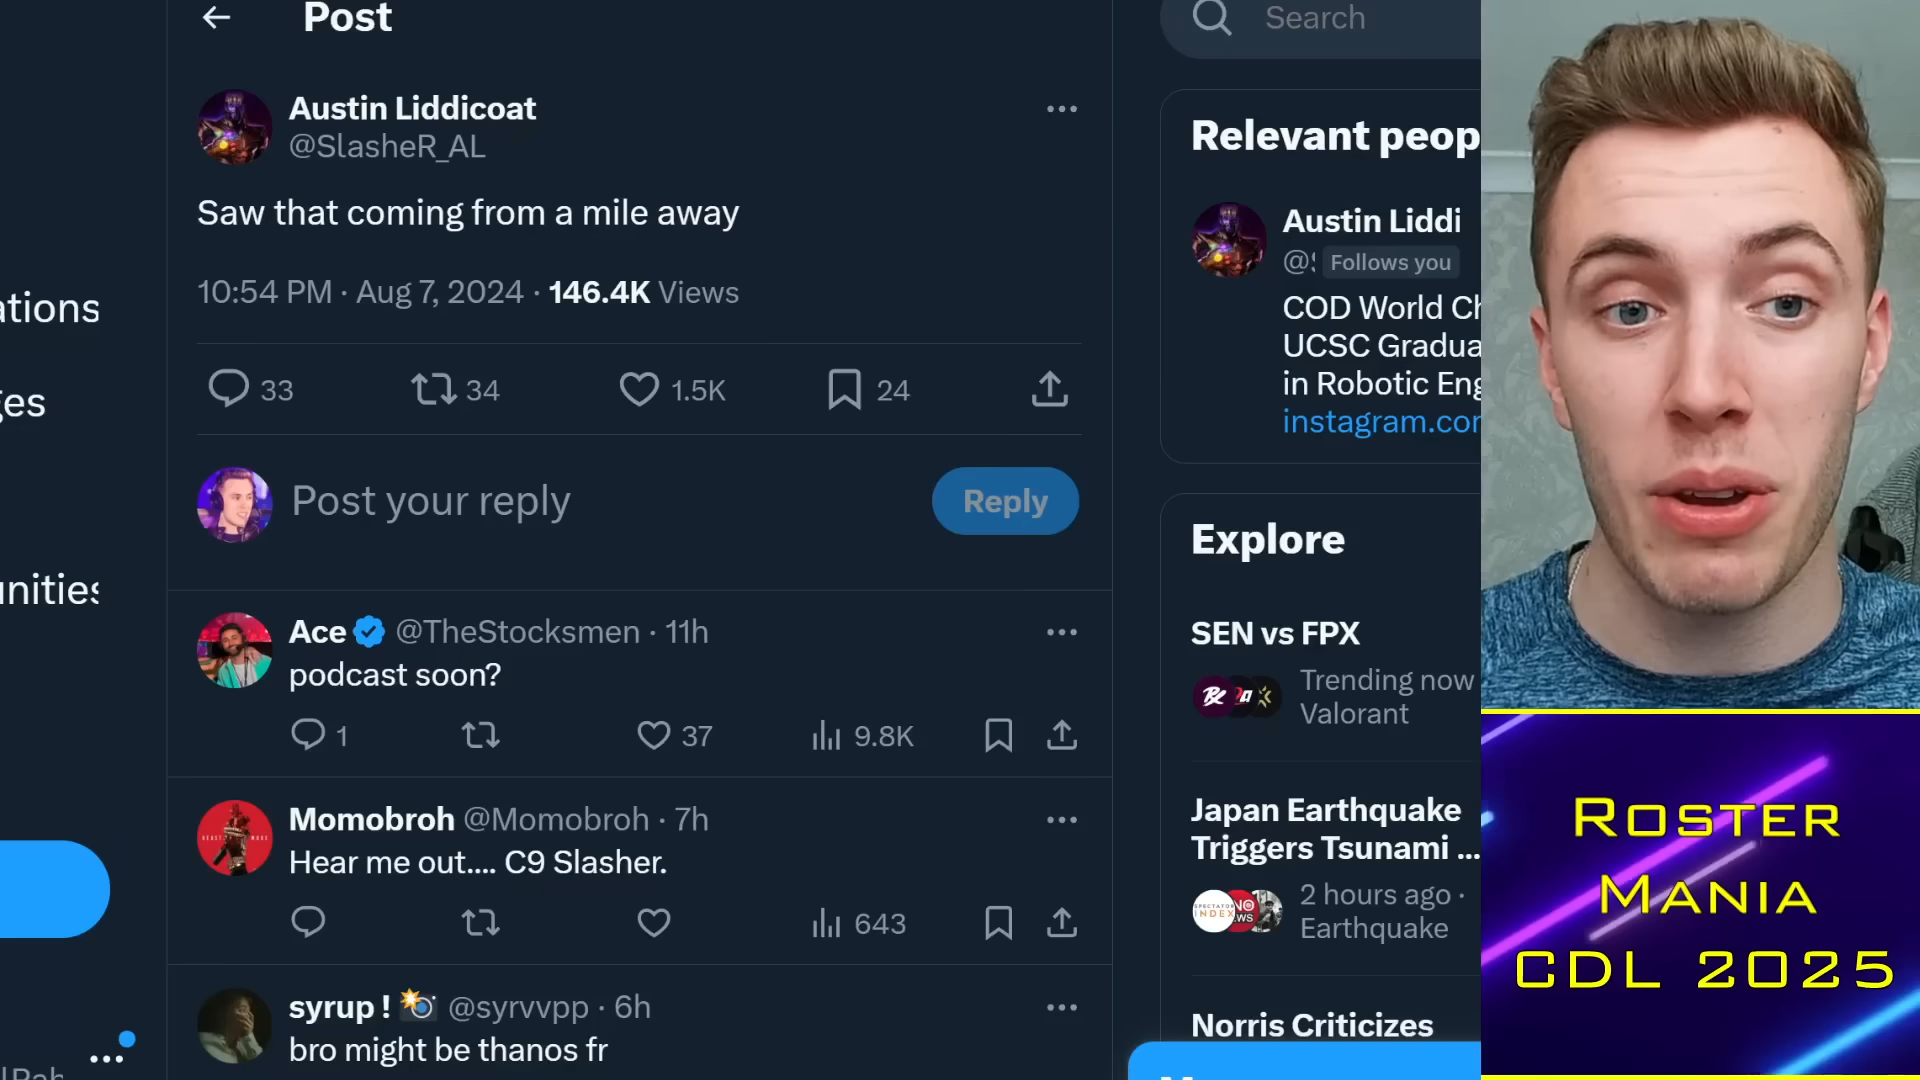 Post
Search
Austin Liddicoat
@SlasheR_AL
Saw that coming from a mile away
10:54 PM · Aug 7, 2024 · 146.4K Views
33
34
1.5K
24
Post your reply
Reply
Ace @TheStocksmen · 11h
podcast soon?
1
37
9.8K
Momobroh @Momobroh · 7h
Hear me out.... C9 Slasher.
643
syrup ! @syrvvpp · 6h
bro might be thanos fr
ations
ges
unities
Relevant peop
Austin Liddi
Follows you
COD World Ch
UCSC Gradua
in Robotic Eng
instagram.cor
Explore
SEN vs FPX
Trending now
Valorant
Japan Earthquake
Triggers Tsunami ...
2 hours ago ·
Earthquake
Norris Criticizes
ROSTER
MANIA
CDL 2025